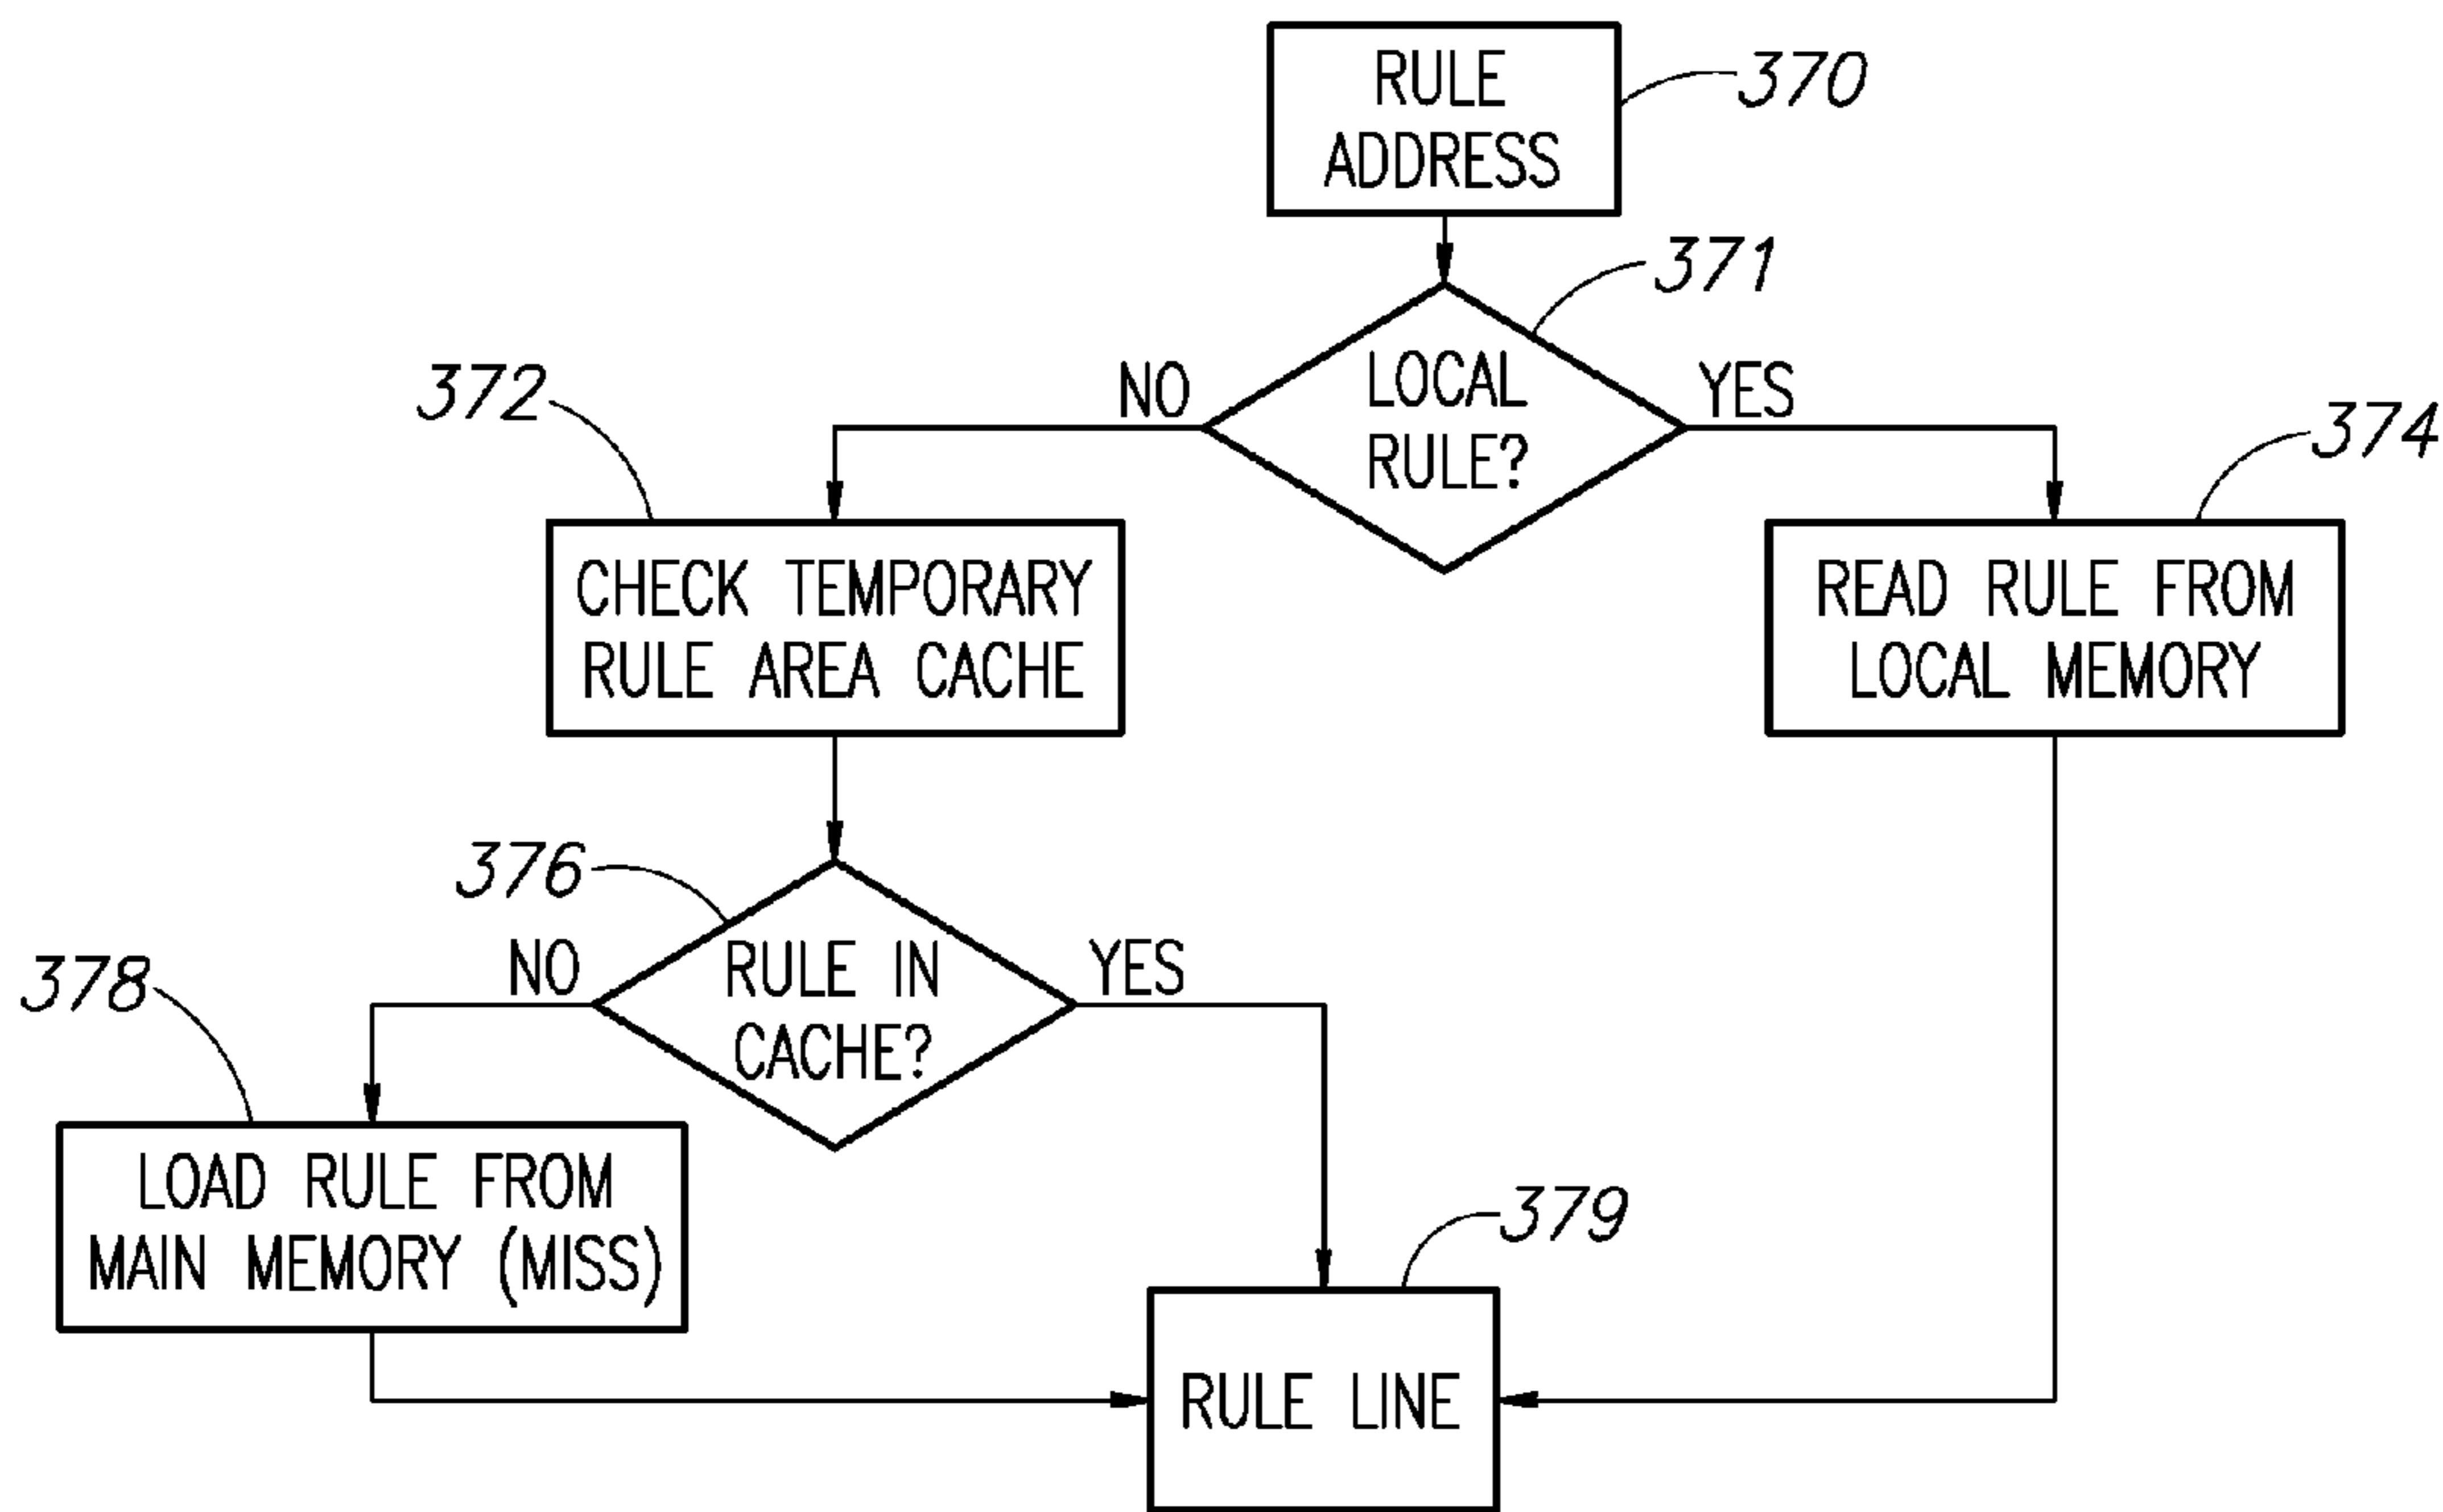 RULE
ADDRESS
370
371
LOCAL
RULE?
NO
YES
372
374
CHECK TEMPORARY
RULE AREA CACHE
READ RULE FROM
LOCAL MEMORY
376
RULE IN
CACHE?
NO
YES
378
LOAD RULE FROM
MAIN MEMORY (MISS)
379
RULE LINE